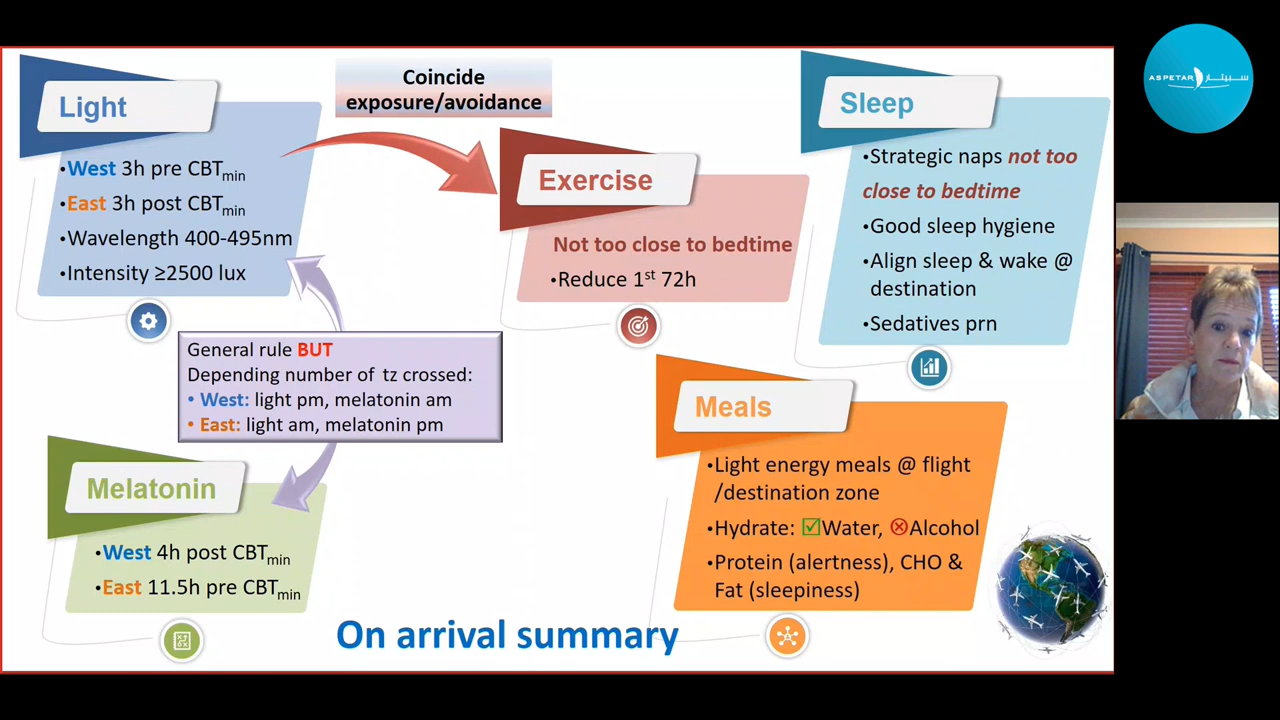 Light
•West 3h pre CBTmin
•East 3h post CBTmin
•Wavelength 400-495nm
•Intensity ≥2500 lux
Coincide
exposure/avoidance
Exercise
Not too close to bedtime
•Reduce 1st 72h
Sleep
•Strategic naps not too
close to bedtime
•Good sleep hygiene
•Align sleep & wake @
destination
•Sedatives prn
General rule BUT
Depending number of tz crossed:
• West: light pm, melatonin am
• East: light am, melatonin pm
Melatonin
•West 4h post CBTmin
•East 11.5h pre CBTmin
Meals
•Light energy meals @ flight
/destination zone
•Hydrate: ☑Water, ⊗Alcohol
•Protein (alertness), CHO &
Fat (sleepiness)
On arrival summary
ASPETAR سبيتار